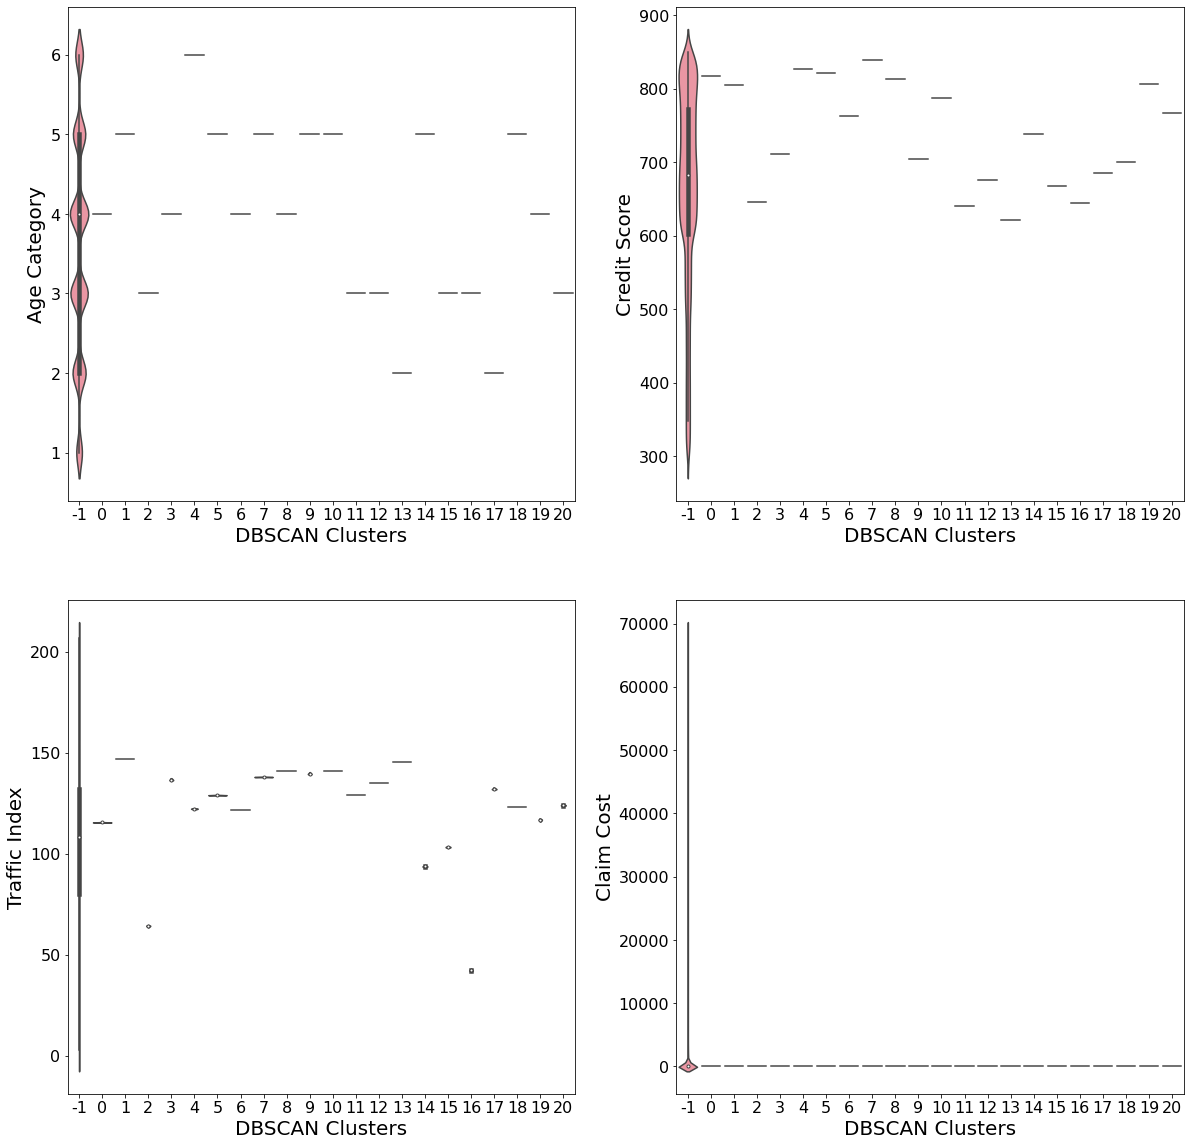 6
5
4
3
2
1
Age Category
-1 0 1 2 3 4 5 6 7 8 9 10 11 12 13 14 15 16 17 18 19 20
DBSCAN Clusters
900
800
700
600
500
400
300
Credit Score
-1 0 1 2 3 4 5 6 7 8 9 10 11 12 13 14 15 16 17 18 19 20
DBSCAN Clusters
200
150
100
50
0
Traffic Index
-1 0 1 2 3 4 5 6 7 8 9 10 11 12 13 14 15 16 17 18 19 20
DBSCAN Clusters
70000
60000
50000
40000
30000
20000
10000
0
Claim Cost
-1 0 1 2 3 4 5 6 7 8 9 10 11 12 13 14 15 16 17 18 19 20
DBSCAN Clusters